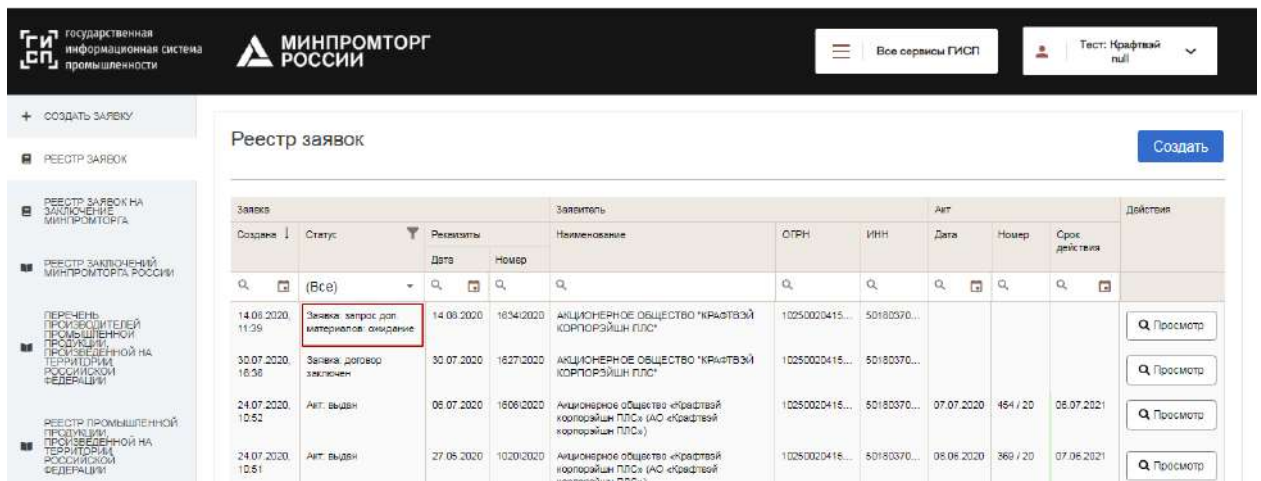 государственная
информационная система
промышленности
ГИСП
МИНПРОМТОРГ
РОССИИ
Все сервисы ГИСП
Тест: Крафтвэй
null
СОЗДАТЬ ЗАЯВКУ
РЕЕСТР ЗАЯВОК
РЕЕСТР ЗАЯВОК НА
ЗАКЛЮЧЕНИЕ
МИНПРОМТОРГА
РЕЕСТР ЗАКЛЮЧЕНИЙ
МИНПРОМТОРГА РОССИИ
ПЕРЕЧЕНЬ
ПРОИЗВОДИТЕЛЕЙ
ПРОМЫШЛЕННОЙ
ПРОДУКЦИИ,
ПРОИЗВЕДЕННОЙ НА
ТЕРРИТОРИИ
РОССИЙСКОЙ
ФЕДЕРАЦИИ
РЕЕСТР ПРОМЫШЛЕННОЙ
ПРОДУКЦИИ,
ПРОИЗВЕДЕННОЙ НА
ТЕРРИТОРИИ
РОССИЙСКОЙ
ФЕДЕРАЦИИ
Реестр заявок
Создать
Заявка Заявитель Акт Действия
Создана Статус Реквизиты Наименование ОГРН ИНН Дата Номер Срок
действия
Дата Номер
(Все)
14.08.2020, Заявка: запрос доп. 14.08.2020 1634\2020 АКЦИОНЕРНОЕ ОБЩЕСТВО "КРАФТВЭЙ 10250020415... 50180370... Просмотр
11:39 материалов: ожидание КОРПОРЭЙШН ПЛС"
30.07.2020, Заявка: договор 30.07.2020 1627\2020 АКЦИОНЕРНОЕ ОБЩЕСТВО "КРАФТВЭЙ 10250020415... 50180370... Просмотр
16:38 заключен КОРПОРЭЙШН ПЛС"
24.07.2020, Акт: выдан 06.07.2020 1606\2020 Акционерное общество «Крафтвэй 10250020415... 50180370... 07.07.2020 454 / 20 06.07.2021 Просмотр
10:52 корпорэйшн ПЛС» (АО «Крафтвэй
корпорэйшн ПЛС»)
24.07.2020, Акт: выдан 27.05.2020 1020\2020 Акционерное общество «Крафтвэй 10250020415... 50180370... 08.06.2020 369 / 20 07.06.2021 Просмотр
10:51 корпорэйшн ПЛС» (АО «Крафтвэй